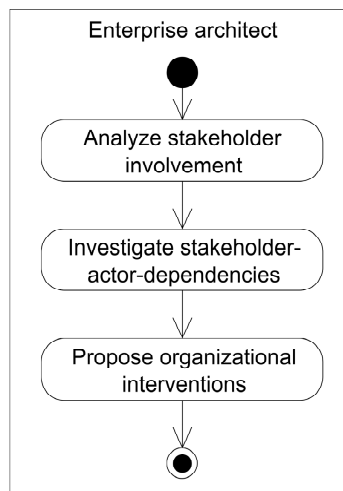 Enterprise architect
Analyze stakeholder
involvement
Investigate stakeholder-
actor-dependencies
Propose organizational
interventions